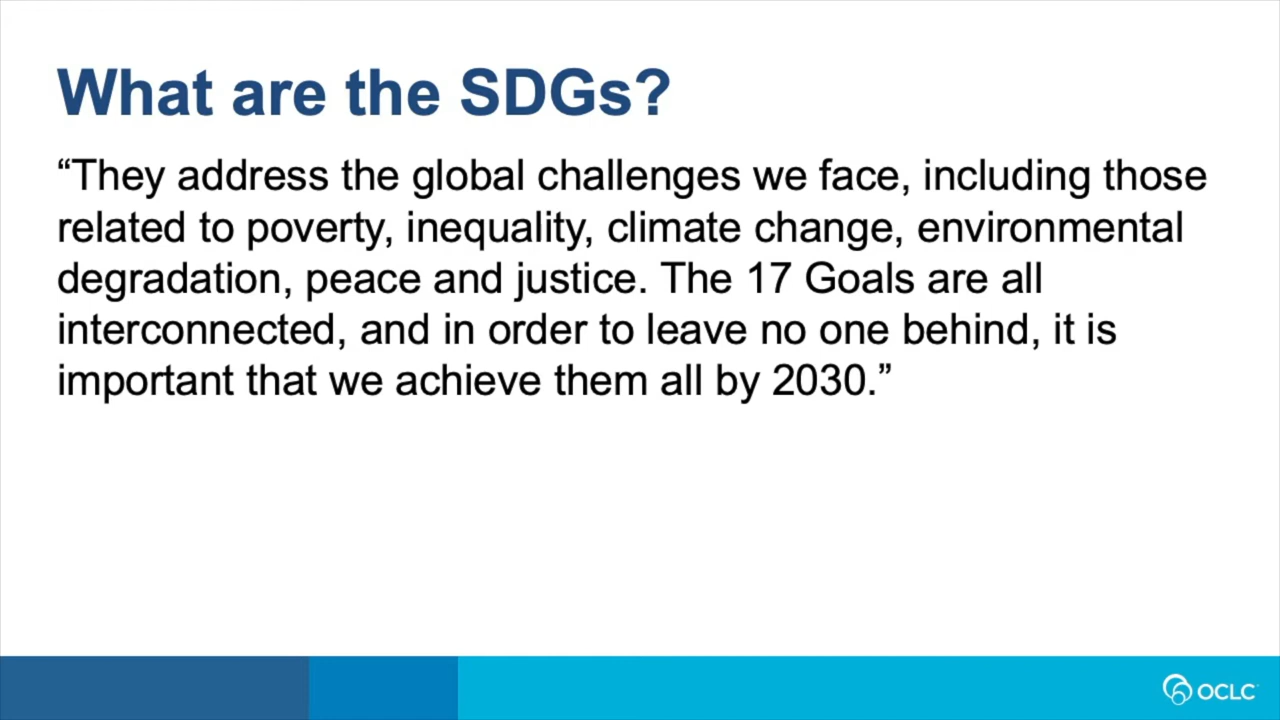 What are the SDGs?
“They address the global challenges we face, including those
related to poverty, inequality, climate change, environmental
degradation, peace and justice. The 17 Goals are all
interconnected, and in order to leave no one behind, it is
important that we achieve them all by 2030.”
OCLC